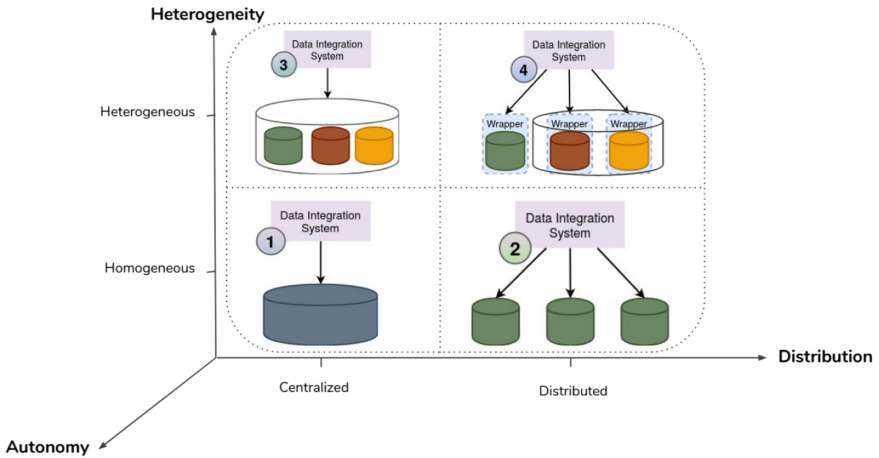 Heterogeneity
Data Integration
System
3
Data Integration
System
4
Heterogeneous
Wrapper
Wrapper
Wrapper
Data Integration
System
1
Data Integration
System
2
Homogeneous
Distribution
Centralized
Distributed
Autonomy